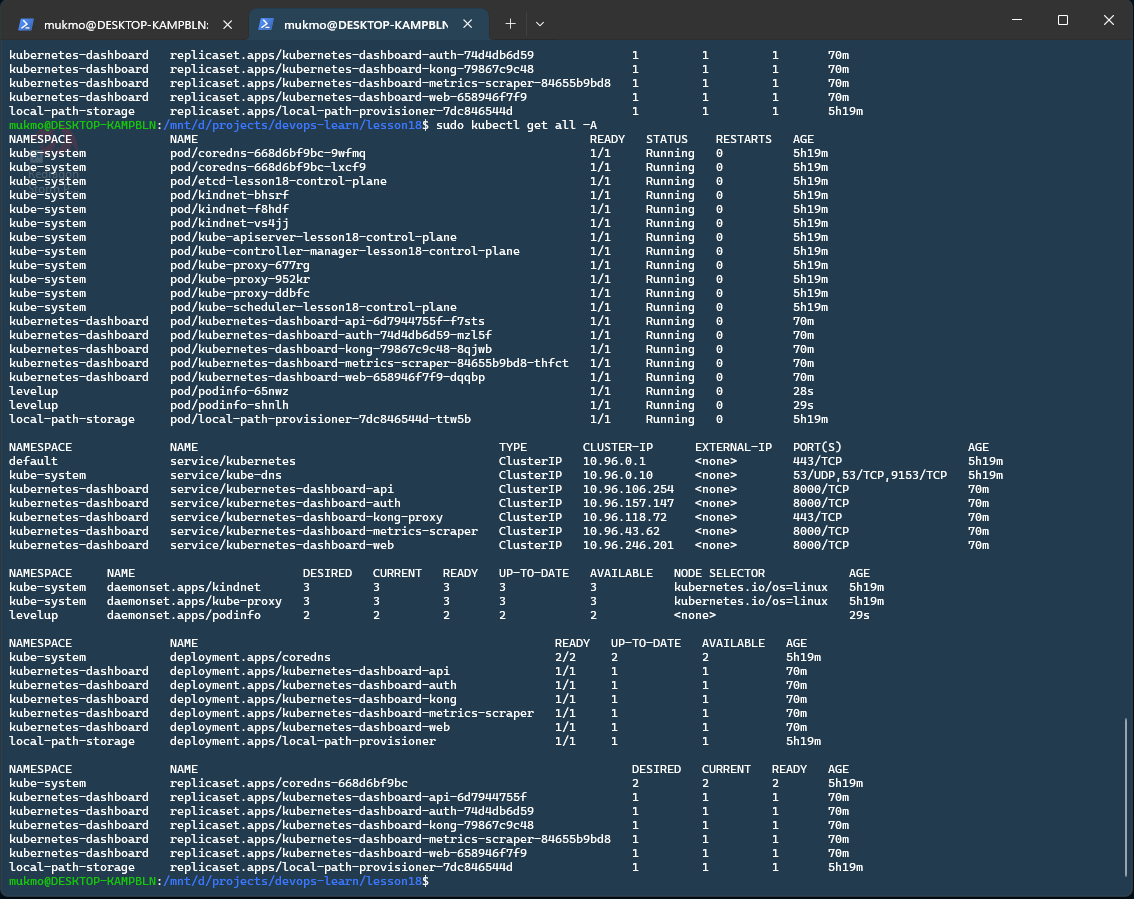 mukmo@DESKTOP-KAMPBLN: mukmo@DESKTOP-KAMPBLN
kubernetes-dashboard replicaset.apps/kubernetes-dashboard-auth-74d4db6d59 1 1 1 70m
kubernetes-dashboard replicaset.apps/kubernetes-dashboard-kong-79867c9c48 1 1 1 70m
kubernetes-dashboard replicaset.apps/kubernetes-dashboard-metrics-scraper-84655b9bd8 1 1 1 70m
kubernetes-dashboard replicaset.apps/kubernetes-dashboard-web-658946f7f9 1 1 1 70m
local-path-storage replicaset.apps/local-path-provisioner-7dc846544d 1 1 1 5h19m
mukmo@DESKTOP-KAMPBLN:/mnt/d/projects/devops-learn/lesson18$ sudo kubectl get all -A
NAMESPACE NAME READY STATUS RESTARTS AGE
kube-system pod/coredns-668d6bf9bc-9wfmq 1/1 Running 0 5h19m
kube-system pod/coredns-668d6bf9bc-lxcf9 1/1 Running 0 5h19m
kube-system pod/etcd-lesson18-control-plane 1/1 Running 0 5h19m
kube-system pod/kindnet-bhsrf 1/1 Running 0 5h19m
kube-system pod/kindnet-f8hdf 1/1 Running 0 5h19m
kube-system pod/kindnet-vs4jj 1/1 Running 0 5h19m
kube-system pod/kube-apiserver-lesson18-control-plane 1/1 Running 0 5h19m
kube-system pod/kube-controller-manager-lesson18-control-plane 1/1 Running 0 5h19m
kube-system pod/kube-proxy-677rg 1/1 Running 0 5h19m
kube-system pod/kube-proxy-952kr 1/1 Running 0 5h19m
kube-system pod/kube-proxy-ddbfc 1/1 Running 0 5h19m
kube-system pod/kube-scheduler-lesson18-control-plane 1/1 Running 0 5h19m
kubernetes-dashboard pod/kubernetes-dashboard-api-6d7944755f-f7sts 1/1 Running 0 70m
kubernetes-dashboard pod/kubernetes-dashboard-auth-74d4db6d59-mzl5f 1/1 Running 0 70m
kubernetes-dashboard pod/kubernetes-dashboard-kong-79867c9c48-8qjwb 1/1 Running 0 70m
kubernetes-dashboard pod/kubernetes-dashboard-metrics-scraper-84655b9bd8-thfct 1/1 Running 0 70m
kubernetes-dashboard pod/kubernetes-dashboard-web-658946f7f9-dqqbp 1/1 Running 0 70m
levelup pod/podinfo-65nwz 1/1 Running 0 28s
levelup pod/podinfo-shnlh 1/1 Running 0 29s
local-path-storage pod/local-path-provisioner-7dc846544d-ttw5b 1/1 Running 0 5h19m
NAMESPACE NAME TYPE CLUSTER-IP EXTERNAL-IP PORT(S) AGE
default service/kubernetes ClusterIP 10.96.0.1 <none> 443/TCP 5h19m
kube-system service/kube-dns ClusterIP 10.96.0.10 <none> 53/UDP,53/TCP,9153/TCP 5h19m
kubernetes-dashboard service/kubernetes-dashboard-api ClusterIP 10.96.106.254 <none> 8000/TCP 70m
kubernetes-dashboard service/kubernetes-dashboard-auth ClusterIP 10.96.157.147 <none> 8000/TCP 70m
kubernetes-dashboard service/kubernetes-dashboard-kong-proxy ClusterIP 10.96.118.72 <none> 443/TCP 70m
kubernetes-dashboard service/kubernetes-dashboard-metrics-scraper ClusterIP 10.96.43.62 <none> 8000/TCP 70m
kubernetes-dashboard service/kubernetes-dashboard-web ClusterIP 10.96.246.201 <none> 8000/TCP 70m
NAMESPACE NAME DESIRED CURRENT READY UP-TO-DATE AVAILABLE NODE SELECTOR AGE
kube-system daemonset.apps/kindnet 3 3 3 3 3 kubernetes.io/os=linux 5h19m
kube-system daemonset.apps/kube-proxy 3 3 3 3 3 kubernetes.io/os=linux 5h19m
levelup daemonset.apps/podinfo 2 2 2 2 2 <none> 29s
NAMESPACE NAME READY UP-TO-DATE AVAILABLE AGE
kube-system deployment.apps/coredns 2/2 2 2 5h19m
kubernetes-dashboard deployment.apps/kubernetes-dashboard-api 1/1 1 1 70m
kubernetes-dashboard deployment.apps/kubernetes-dashboard-auth 1/1 1 1 70m
kubernetes-dashboard deployment.apps/kubernetes-dashboard-kong 1/1 1 1 70m
kubernetes-dashboard deployment.apps/kubernetes-dashboard-metrics-scraper 1/1 1 1 70m
kubernetes-dashboard deployment.apps/kubernetes-dashboard-web 1/1 1 1 70m
local-path-storage deployment.apps/local-path-provisioner 1/1 1 1 5h19m
NAMESPACE NAME DESIRED CURRENT READY AGE
kube-system replicaset.apps/coredns-668d6bf9bc 2 2 2 5h19m
kubernetes-dashboard replicaset.apps/kubernetes-dashboard-api-6d7944755f 1 1 1 70m
kubernetes-dashboard replicaset.apps/kubernetes-dashboard-auth-74d4db6d59 1 1 1 70m
kubernetes-dashboard replicaset.apps/kubernetes-dashboard-kong-79867c9c48 1 1 1 70m
kubernetes-dashboard replicaset.apps/kubernetes-dashboard-metrics-scraper-84655b9bd8 1 1 1 70m
kubernetes-dashboard replicaset.apps/kubernetes-dashboard-web-658946f7f9 1 1 1 70m
local-path-storage replicaset.apps/local-path-provisioner-7dc846544d 1 1 1 5h19m
mukmo@DESKTOP-KAMPBLN:/mnt/d/projects/devops-learn/lesson18$